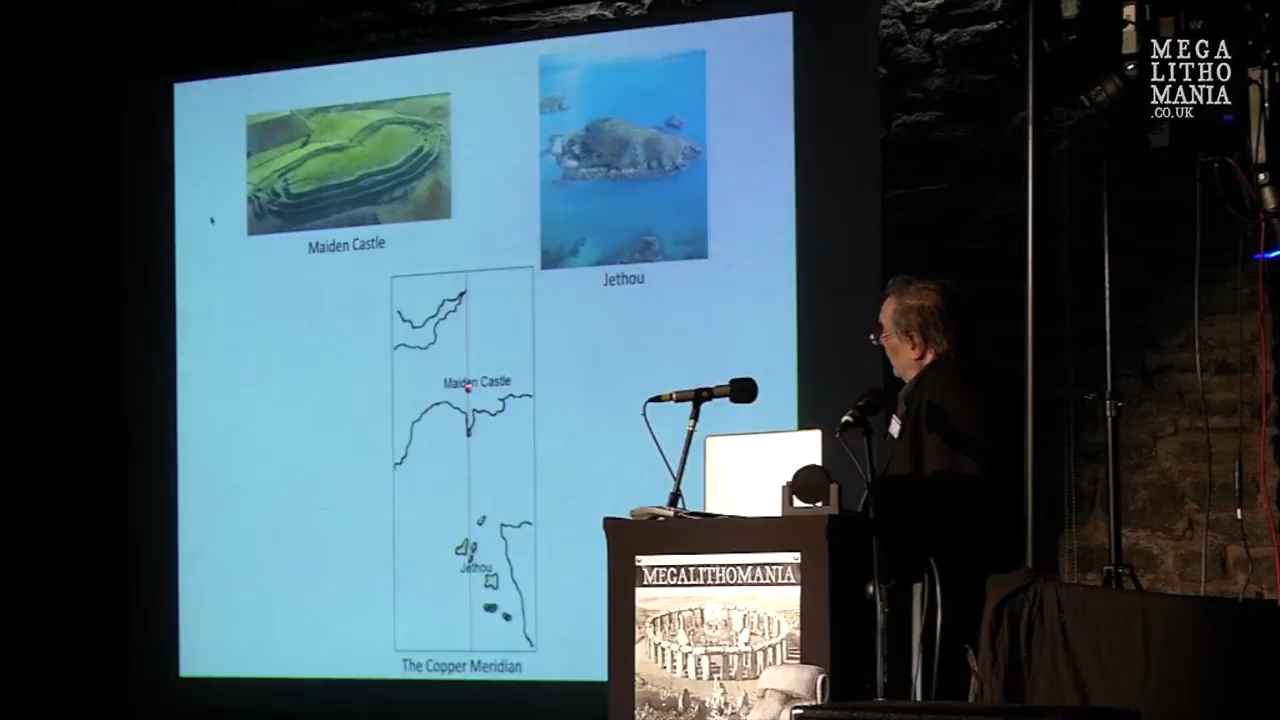 MEGA
LITHO
MANIA
.CO.UK
Maiden Castle
Jethou
Maiden Castle
Jethou
The Copper Meridian
MEGALITHOMANIA